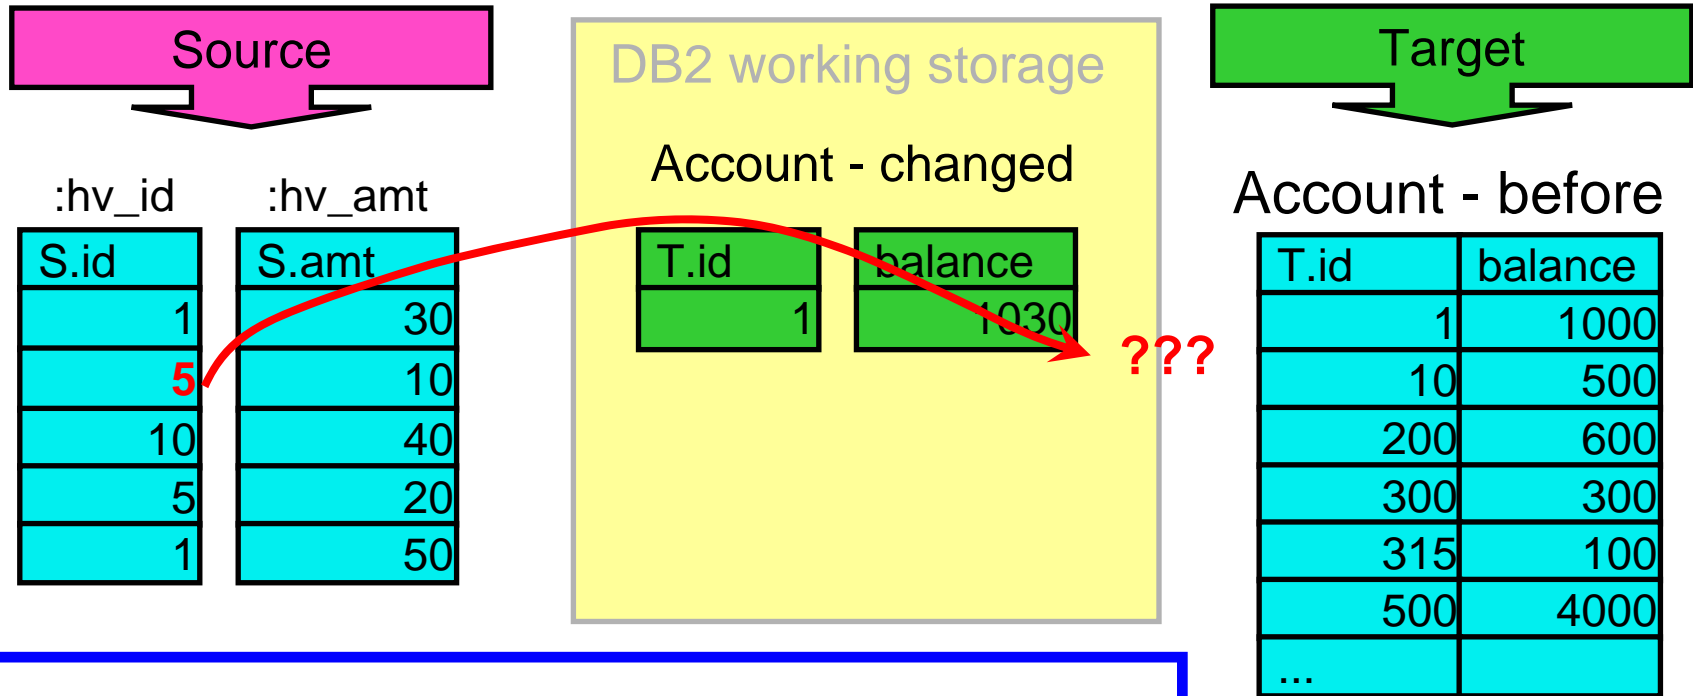 Source
:hv_id :hv_amt
S.id S.amt
1 30
5 10
10 40
5 20
1 50
DB2 working storage
Account - changed
T.id balance
1 1030
???
Target
Account - before
T.id balance
1 1000
10 500
200 600
300 300
315 100
500 4000
...